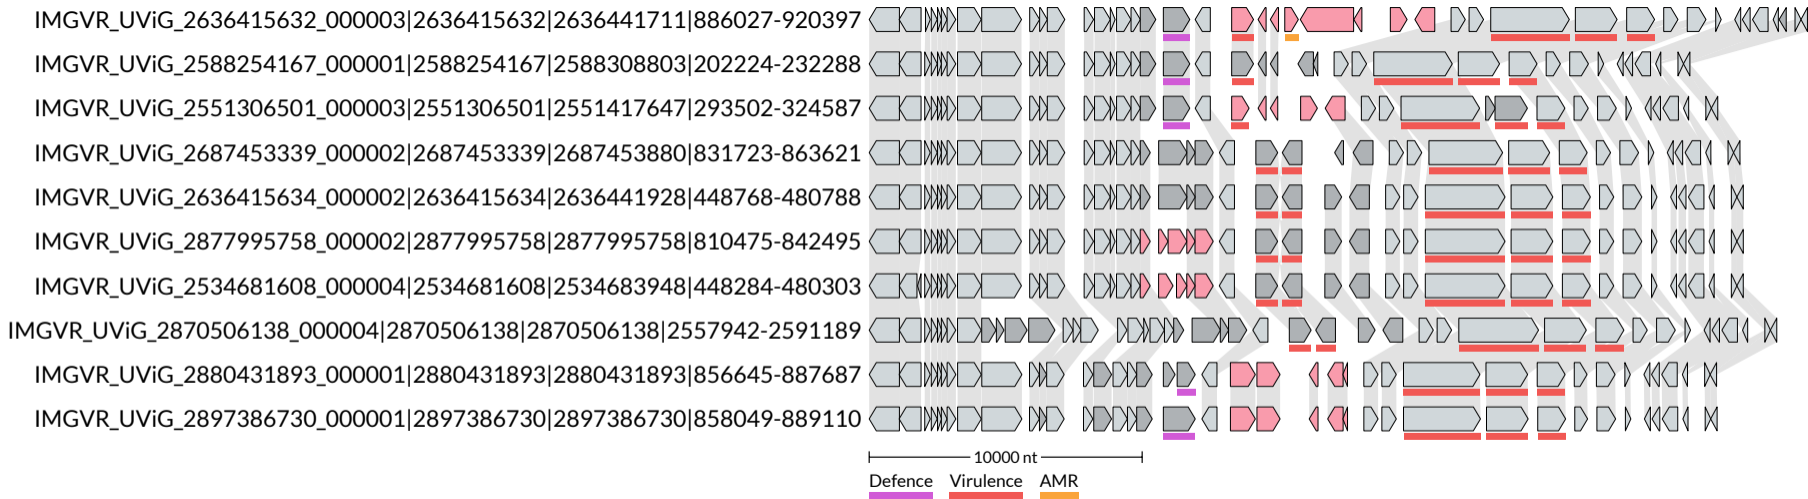 IMGVR_UViG_2636415632_000003|2636415632|2636441711|886027-920397
IMGVR_UViG_2588254167_000001|2588254167|2588308803|202224-232288
IMGVR_UViG_2551306501_000003|2551306501|2551417647|293502-324587
IMGVR_UViG_2687453339_000002|2687453339|2687453880|831723-863621
IMGVR_UViG_2636415634_000002|2636415634|2636441928|448768-480788
IMGVR_UViG_2877995758_000002|2877995758|2877995758|810475-842495
IMGVR_UViG_2534681608_000004|2534681608|2534683948|448284-480303
IMGVR_UViG_2870506138_000004|2870506138|2870506138|2557942-2591189
IMGVR_UViG_2880431893_000001|2880431893|2880431893|856645-887687
IMGVR_UViG_2897386730_000001|2897386730|2897386730|858049-889110
10000 nt
Defence Virulence AMR